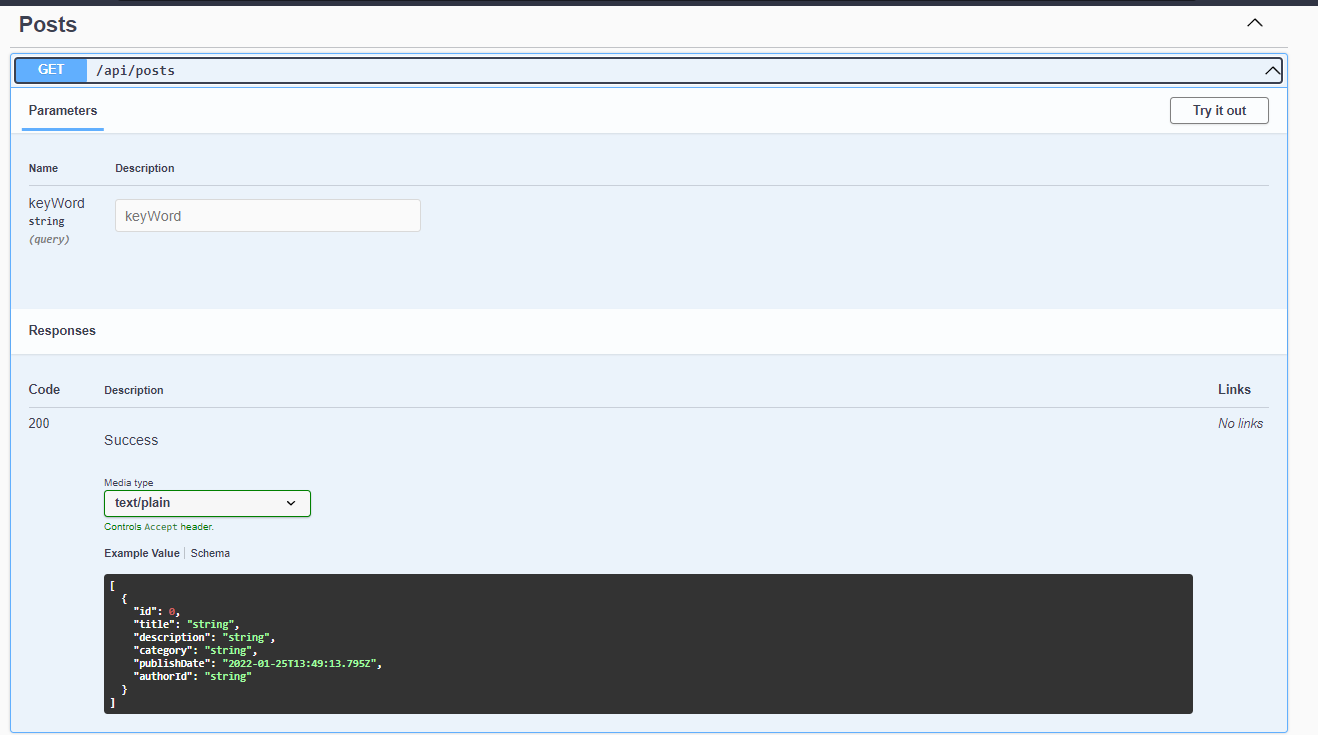 Posts
GET /api/posts
Parameters Try it out
Name Description
keyWord keyWord
string
(query)
Responses
Code Description Links
200 No links
Success
Media type
text/plain
Controls Accept header.
Example Value Schema
[
  {
    "id": 0,
    "title": "string",
    "description": "string",
    "category": "string",
    "publishDate": "2022-01-25T13:49:13.795Z",
    "authorId": "string"
  }
]